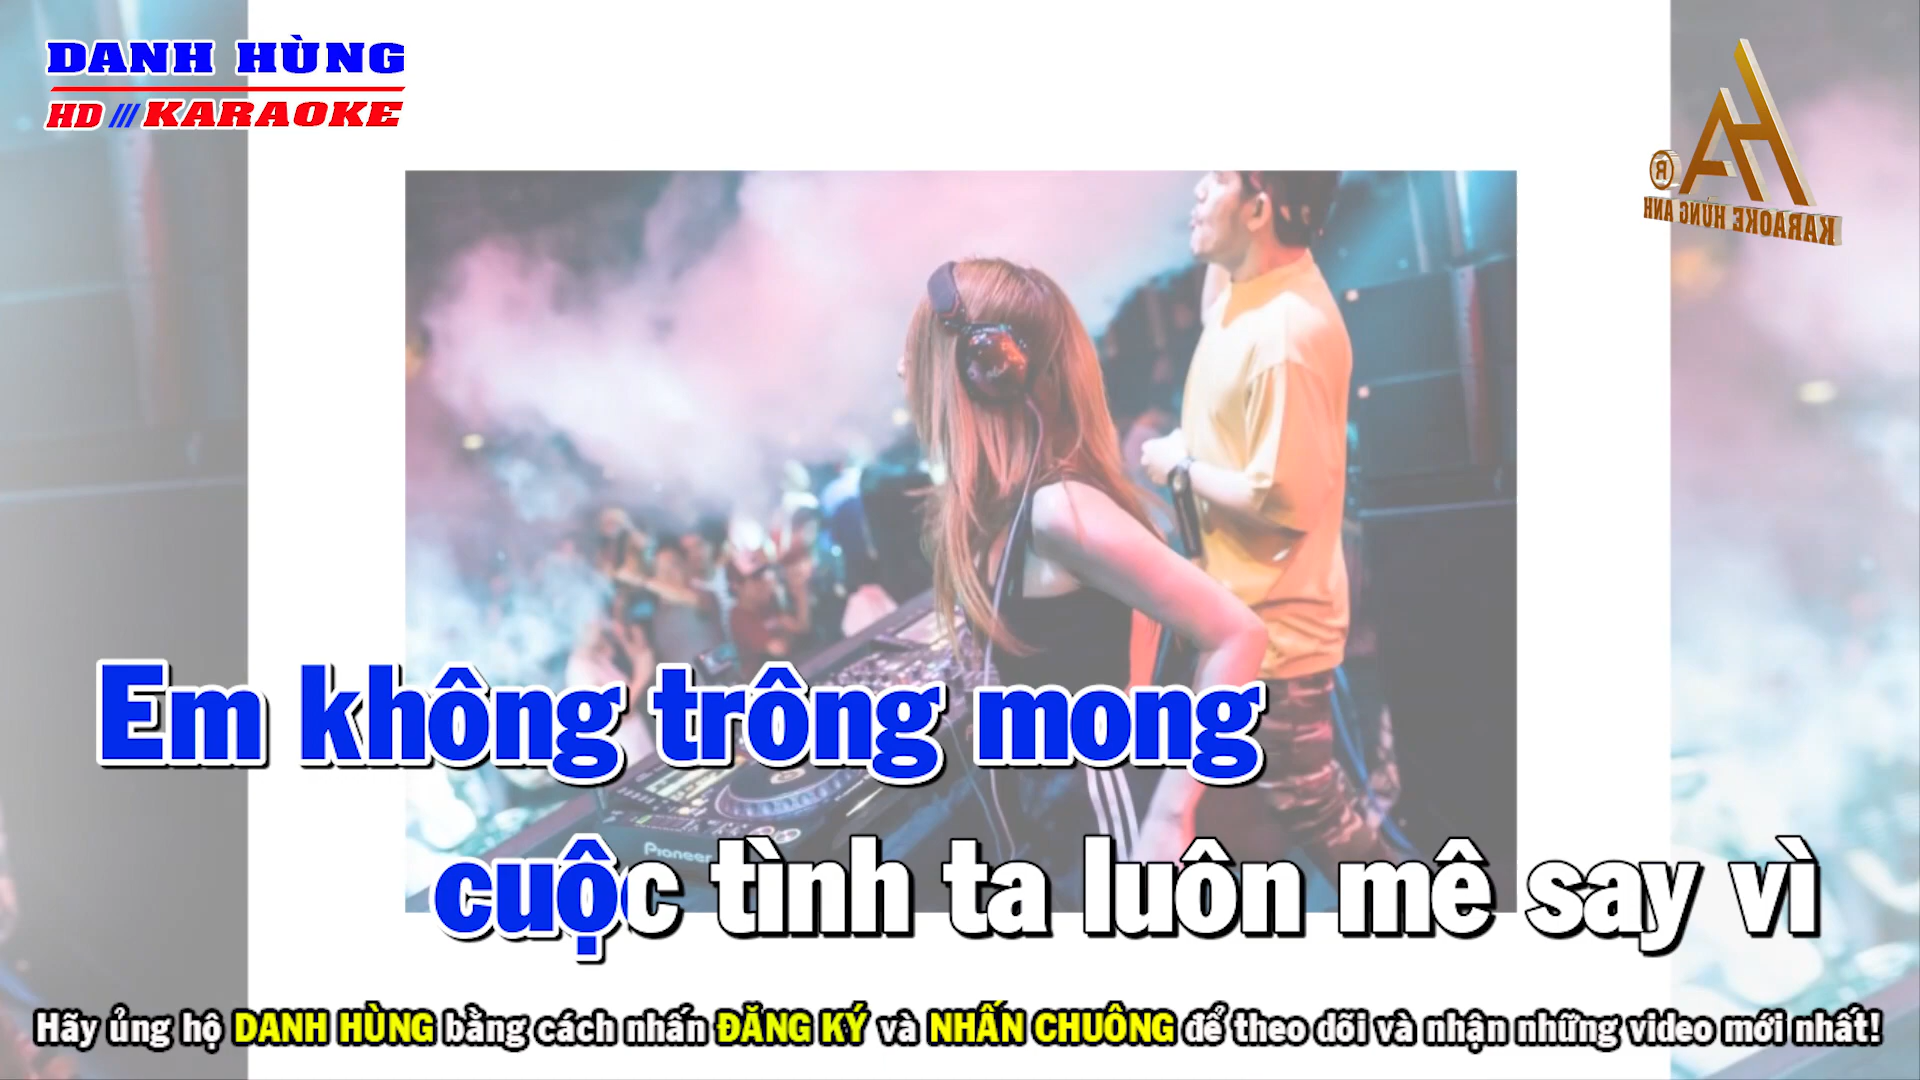 DANH HÙNG
HD /// KARAOKE
HA
®
KARAOKE HÙNG ANH
Pioneer
Em không trông mong
cuộc tình ta luôn mê say vì
Hãy ủng hộ DANH HÙNG bằng cách nhấn ĐĂNG KÝ và NHẤN CHUÔNG để theo dõi và nhận những video mới nhất!